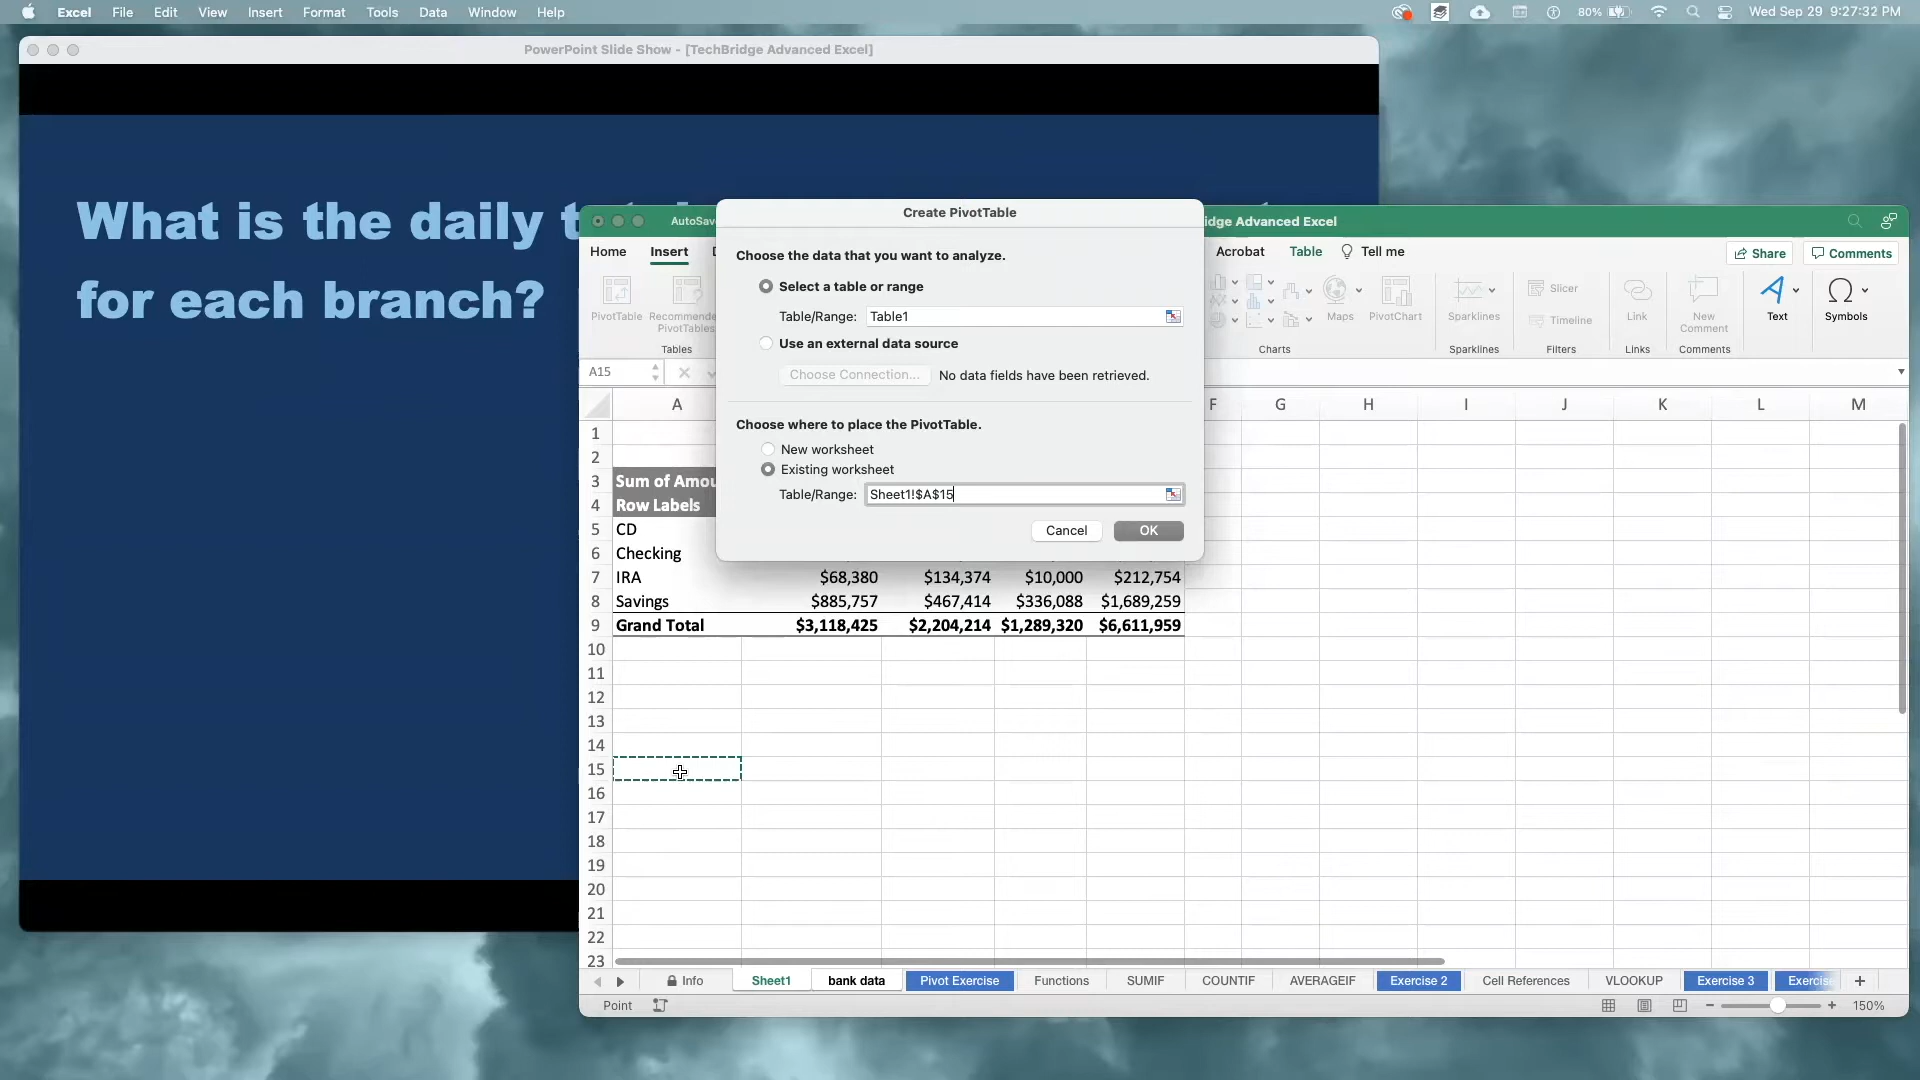 Excel File Edit View Insert Format Tools Data Window Help
80% Wed Sep 29 9:27:32 PM
PowerPoint Slide Show - [TechBridge Advanced Excel]
What is the daily
for each branch?
Create PivotTable
Choose the data that you want to analyze.
Select a table or range
Table/Range: Table1
Use an external data source
Choose Connection... No data fields have been retrieved.
Choose where to place the PivotTable.
New worksheet
Existing worksheet
Table/Range: Sheet1!$A$15
Cancel OK
Advanced Excel
Home Insert Acrobat Table Tell me Share Comments
PivotTable Recommended PivotTables Maps PivotChart Sparklines Slicer Timeline Link New Comment Text Symbols
Tables Charts Sparklines Filters Links Comments
A15
A F G H I J K L M
1
2
3
4 Row Labels
5 CD
6 Checking
7 IRA $68,380 $134,374 $10,000 $212,754
8 Savings $885,757 $467,414 $336,088 $1,689,259
9 Grand Total $3,118,425 $2,204,214 $1,289,320 $6,611,959
10
11
12
13
14
15
16
17
18
19
20
21
22
23
Info Sheet1 bank data Pivot Exercise Functions SUMIF COUNTIF AVERAGEIF Exercise 2 Cell References VLOOKUP Exercise 3
Point 150%